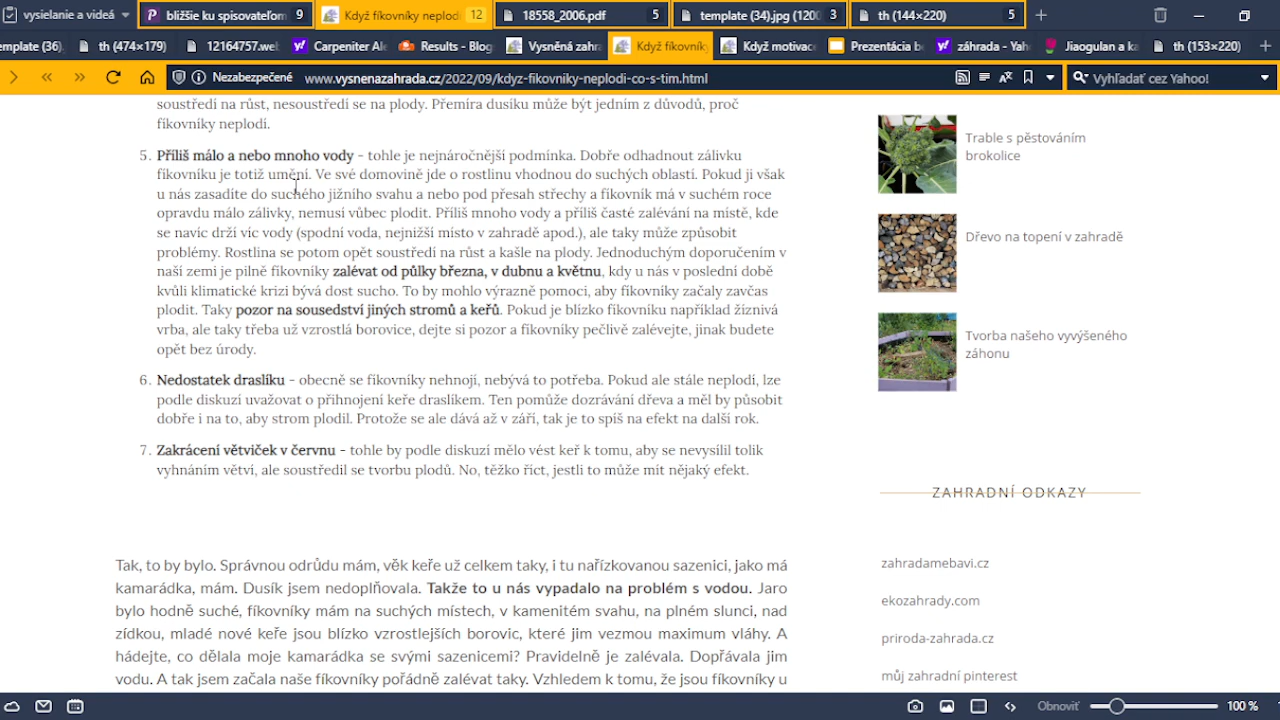 vysielanie a videá
bližšie ku spisovateľom 9
Když fíkovníky neplodí 12
18558_2006.pdf 5
template (34).jpg (1200 3
th (144×220) 5
emplate (36).
th (474×179)
12164757.we
Carpeniter Ale
Results - Blog
Vysněná zahra
Když fíkovníky
Když motivace
Prezentácia b
záhrada - Yah
Jiaogulan a ka
th (153×220)
Nezabezpečené
www.vysnenazahrada.cz/2022/09/kdyz-fikovniky-neplodi-co-s-tim.html
Vyhľadať cez Yahoo!
soustředí na růst, nesoustředí se na plody. Přemíra dusíku může být jedním z důvodů, proč
fíkovníky neplodí.
5. Příliš málo a nebo mnoho vody - tohle je nejnáročnější podmínka. Dobře odhadnout zálivku
fíkovníku je totiž umění. Ve své domovině jde o rostlinu vhodnou do suchých oblastí. Pokud ji však
u nás zasadíte do suchého jižního svahu a nebo pod přesah střechy a fíkovník má v suchém roce
opravdu málo zálivky, nemusí vůbec plodit. Příliš mnoho vody a příliš časté zalévání na místě, kde
se navíc drží víc vody (spodní voda, nejnižší místo v zahradě apod.), ale taky může způsobit
problémy. Rostlina se potom opět soustředí na růst a kašle na plody. Jednoduchým doporučením v
naší zemi je pilně fíkovníky zalévat od půlky března, v dubnu a květnu, kdy u nás v poslední době
kvůli klimatické krizi bývá dost sucho. To by mohlo výrazně pomoci, aby fíkovníky začaly zavčas
plodit. Taky pozor na sousedství jiných stromů a keřů. Pokud je blízko fíkovníku například žíznivá
vrba, ale taky třeba už vzrostlá borovice, dejte si pozor a fíkovníky pečlivě zalévejte, jinak budete
opět bez úrody.
6. Nedostatek draslíku - obecně se fíkovníky nehnojí, nebývá to potřeba. Pokud ale stále neplodí, lze
podle diskuzí uvažovat o přihnojení keře draslíkem. Ten pomůže dozrávání dřeva a měl by působit
dobře i na to, aby strom plodil. Protože se ale dává až v září, tak je to spíš na efekt na další rok.
7. Zakrácení větviček v červnu - tohle by podle diskuzí mělo vést keř k tomu, aby se nevysílil tolik
vyhnáním větví, ale soustředil se tvorbu plodů. No, těžko říct, jestli to může mít nějaký efekt.
Tak, to by bylo. Správnou odrůdu mám, věk keře už celkem taky, i tu nařízkovanou sazenici, jako má
kamarádka, mám. Dusík jsem nedoplňovala. Takže to u nás vypadalo na problém s vodou. Jaro
bylo hodně suché, fíkovníky mám na suchých místech, v kamenitém svahu, na plném slunci, nad
zídkou, mladé nové keře jsou blízko vzrostlejších borovic, které jim vezmou maximum vláhy. A
hádejte, co dělala moje kamarádka se svými sazenicemi? Pravidelně je zalévala. Dopřávala jim
vodu. A tak jsem začala naše fíkovníky pořádně zalévat taky. Vzhledem k tomu, že jsou fíkovníky u
Trable s pěstováním
brokolice
Dřevo na topení v zahradě
Tvorba našeho vyvýšeného
záhonu
ZAHRADNÍ ODKAZY
zahradamebavi.cz
ekozahrady.com
priroda-zahrada.cz
můj zahradní pinterest
Obnoviť
100 %